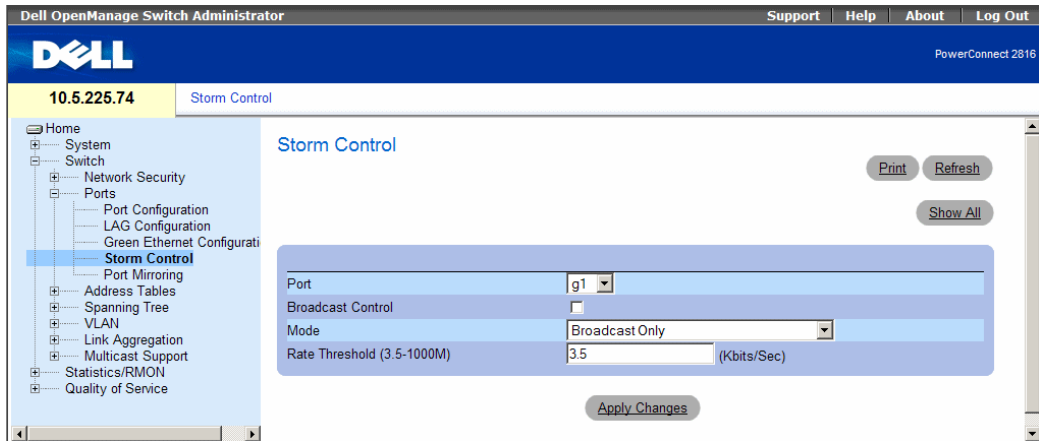 Dell OpenManage Switch Administrator
Support Help About Log Out
DELL
PowerConnect 2816
10.5.225.74
Storm Control
Home
System
Switch
Network Security
Ports
Port Configuration
LAG Configuration
Green Ethernet Configurati
Storm Control
Port Mirroring
Address Tables
Spanning Tree
VLAN
Link Aggregation
Multicast Support
Statistics/RMON
Quality of Service
Storm Control
Print Refresh
Show All
Port g1
Broadcast Control
Mode Broadcast Only
Rate Threshold (3.5-1000M) 3.5 (Kbits/Sec)
Apply Changes